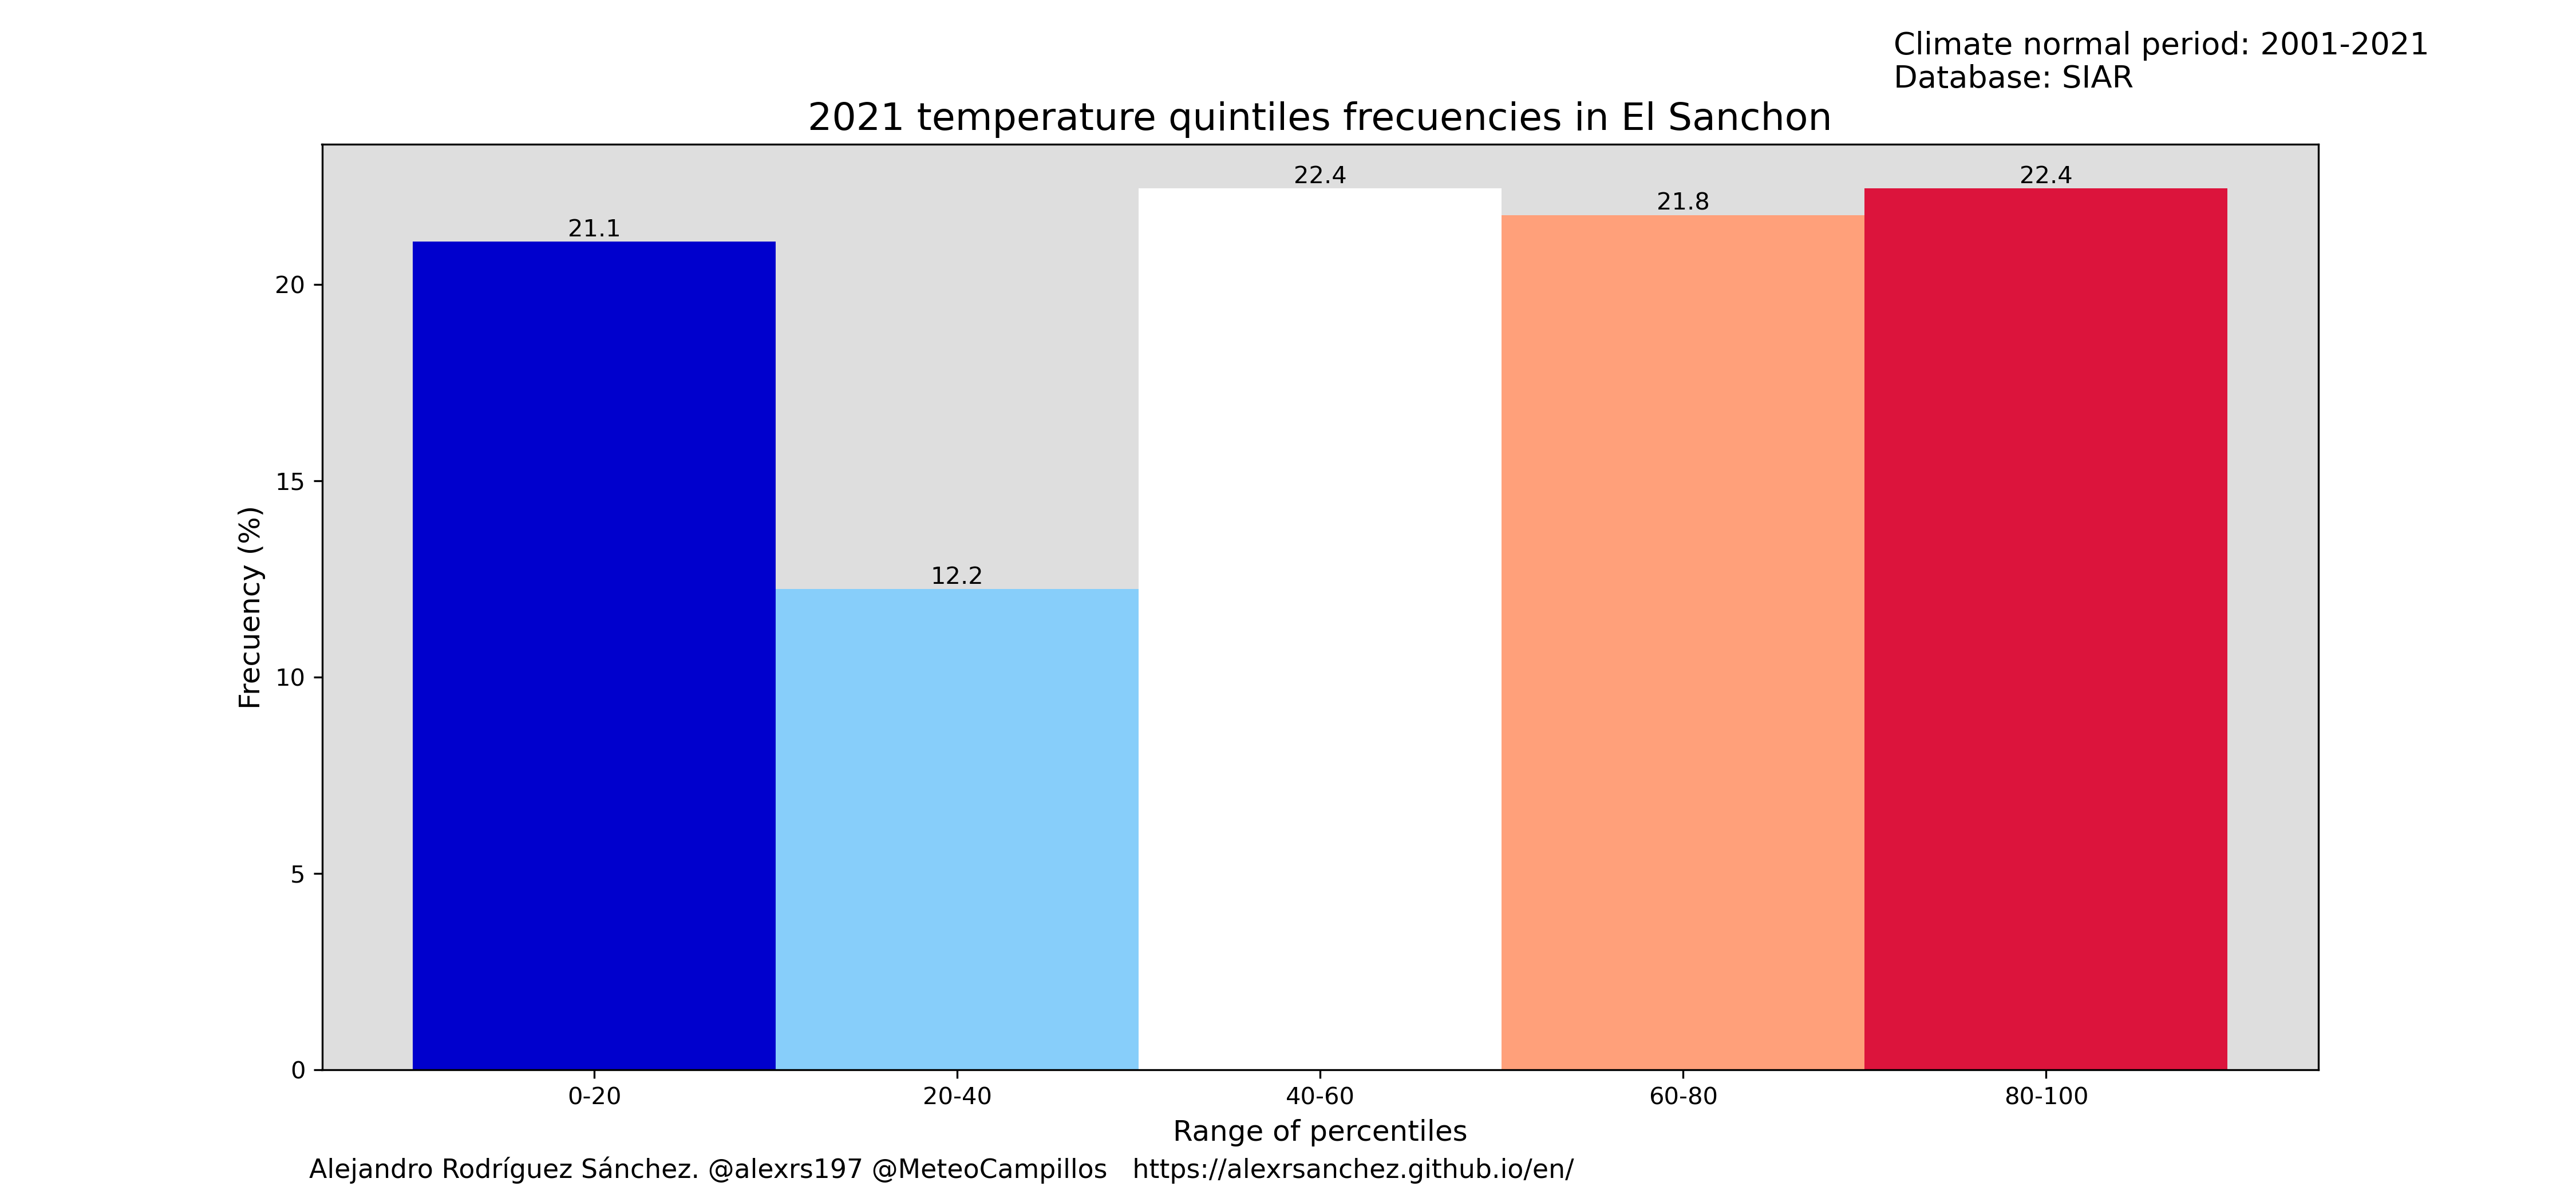 Climate normal period: 2001-2021
Database: SIAR
2021 temperature quintiles frecuencies in El Sanchon
22.4
22.4
21.8
21.1
20
15
12.2
Frecuency (%)
10
5
0
0-20
20-40
40-60
60-80
80-100
Range of percentiles
Alejandro Rodríguez Sánchez. @alexrs197 @MeteoCampillos https://alexrsanchez.github.io/en/